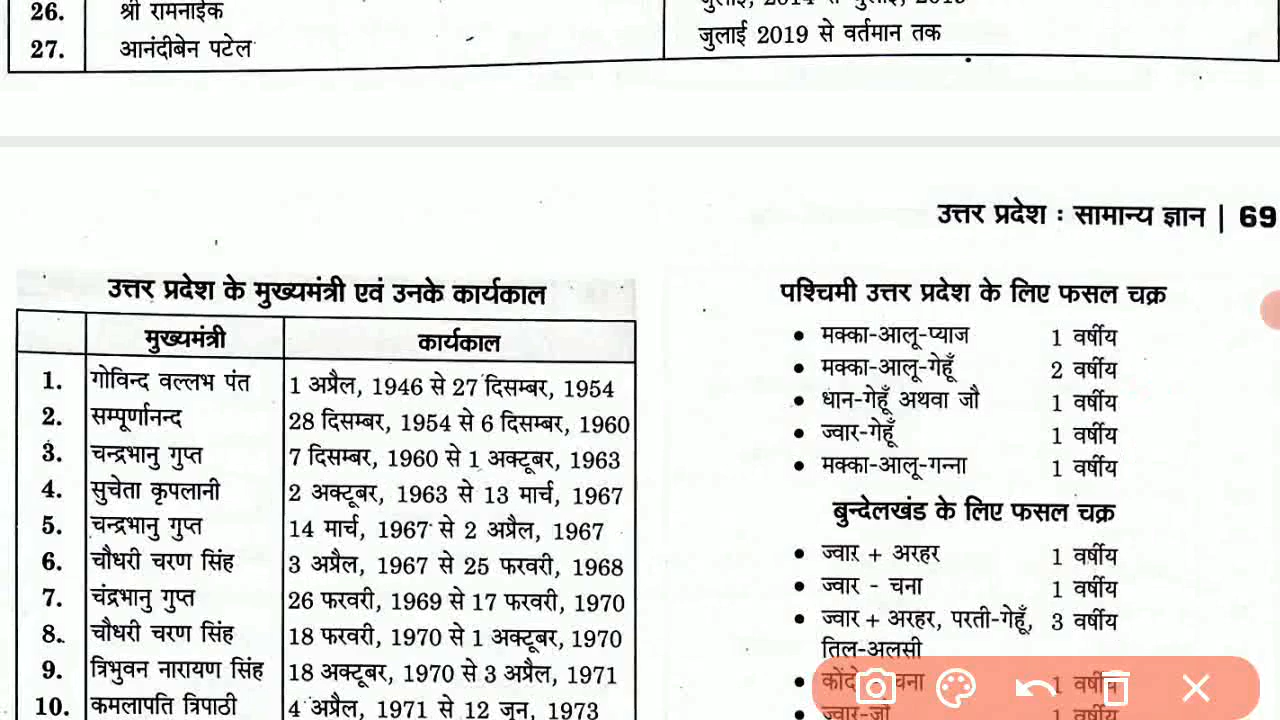 26. श्री रामनाईक
27. आनंदीबेन पटेल जुलाई 2019 से वर्तमान तक
उत्तर प्रदेश : सामान्य ज्ञान | 69
उत्तर प्रदेश के मुख्यमंत्री एवं उनके कार्यकाल
मुख्यमंत्री कार्यकाल
1. गोविन्द वल्लभ पंत 1 अप्रैल, 1946 से 27 दिसम्बर, 1954
2. सम्पूर्णानन्द 28 दिसम्बर, 1954 से 6 दिसम्बर, 1960
3. चन्द्रभानु गुप्त 7 दिसम्बर, 1960 से 1 अक्टूबर, 1963
4. सुचेता कृपलानी 2 अक्टूबर, 1963 से 13 मार्च, 1967
5. चन्द्रभानु गुप्त 14 मार्च, 1967 से 2 अप्रैल, 1967
6. चौधरी चरण सिंह 3 अप्रैल, 1967 से 25 फरवरी, 1968
7. चंद्रभानु गुप्त 26 फरवरी, 1969 से 17 फरवरी, 1970
8. चौधरी चरण सिंह 18 फरवरी, 1970 से 1 अक्टूबर, 1970
9. त्रिभुवन नारायण सिंह 18 अक्टूबर, 1970 से 3 अप्रैल, 1971
10. कमलापति त्रिपाठी 4 अप्रैल, 1971 से 12 जून, 1973
पश्चिमी उत्तर प्रदेश के लिए फसल चक्र
• मक्का-आलू-प्याज 1 वर्षीय
• मक्का-आलू-गेहूँ 2 वर्षीय
• धान-गेहूँ अथवा जौ 1 वर्षीय
• ज्वार-गेहूँ 1 वर्षीय
• मक्का-आलू-गन्ना 1 वर्षीय
बुन्देलखंड के लिए फसल चक्र
• ज्वार + अरहर 1 वर्षीय
• ज्वार - चना 1 वर्षीय
• ज्वार + अरहर, परती-गेहूँ, 3 वर्षीय
तिल-अलसी
• चना 1 वर्षीय
• ज्वार-जौ 1 वर्षीय